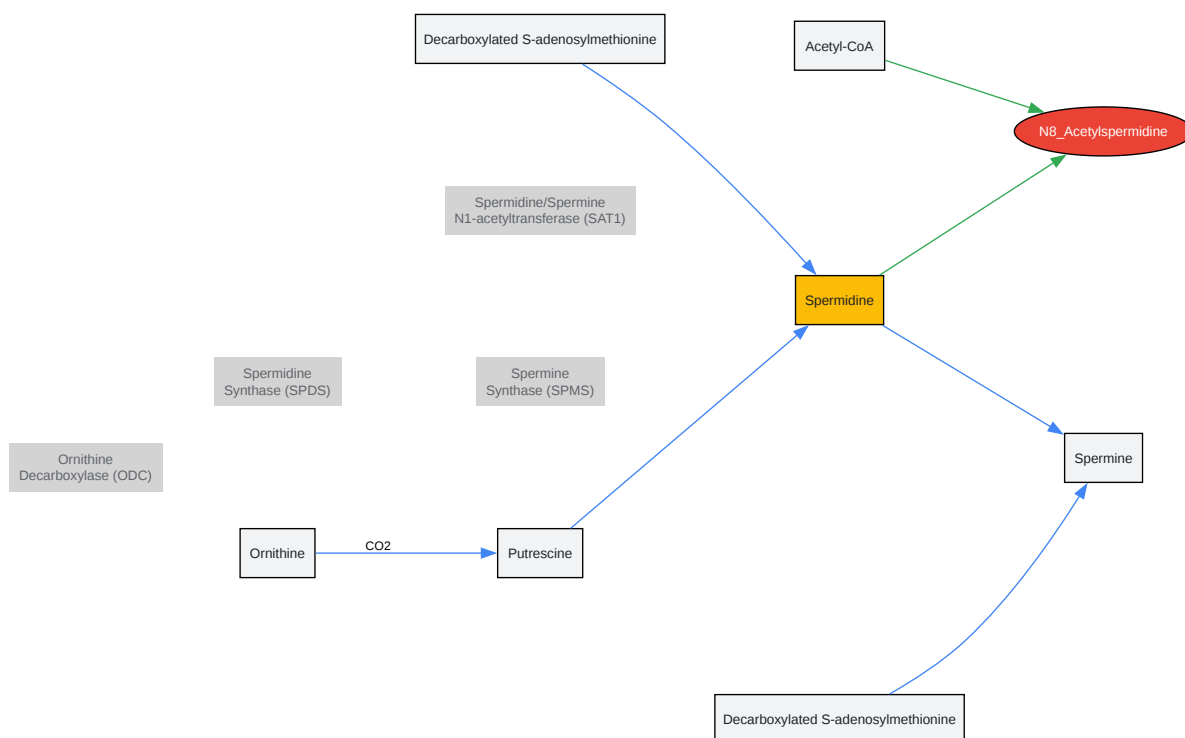 Decarboxylated S-adenosylmethionine
Acetyl-CoA
N8_Acetylspermidine
Spermidine/Spermine
N1-acetyltransferase (SAT1)
Spermidine
Spermidine
Synthase (SPDS)
Spermine
Synthase (SPMS)
Ornithine
Decarboxylase (ODC)
Spermine
Ornithine
CO2
Putrescine
Decarboxylated S-adenosylmethionine